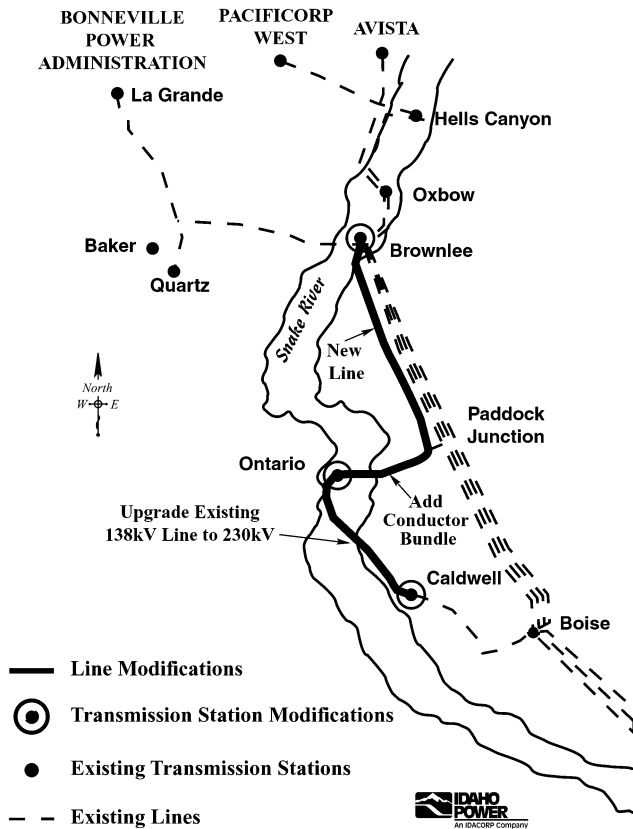 BONNEVILLE
POWER
ADMINISTRATION
PACIFICORP
WEST
AVISTA
La Grande
Hells Canyon
Oxbow
Baker
Brownlee
Quartz
Snake River
New
Line
North
W E
Paddock
Junction
Ontario
Add
Conductor
Bundle
Upgrade Existing
138kV Line to 230kV
Caldwell
Boise
Line Modifications
Transmission Station Modifications
Existing Transmission Stations
Existing Lines
IDAHO
POWER
An IDACORP Company